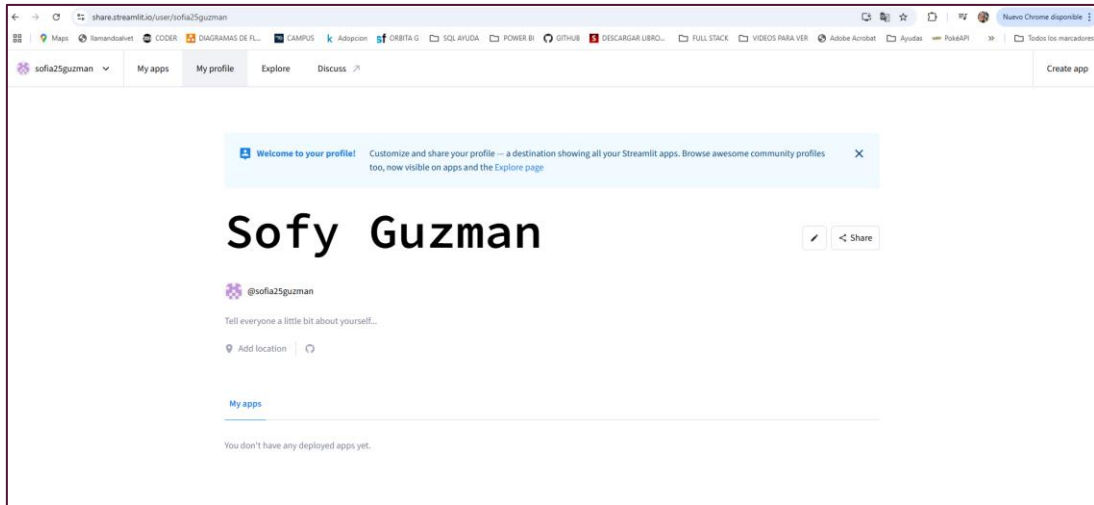 share.streamlit.io/user/sofia25guzman
Nuevo Chrome disponible
Maps llamandoalvet CODER DIAGRAMAS DE FL... CAMPUS Adopcion ORBITA G SQL AYUDA POWER BI GITHUB DESCARGAR LIBRO... FULL STACK VIDEOS PARA VER Adobe Acrobat Ayudas PokéAPI » Todos los marcadores
sofia25guzman My apps My profile Explore Discuss Create app
Welcome to your profile! Customize and share your profile — a destination showing all your Streamlit apps. Browse awesome community profiles
too, now visible on apps and the Explore page
Sofy Guzman
Share
@sofia25guzman
Tell everyone a little bit about yourself...
Add location
My apps
You don't have any deployed apps yet.